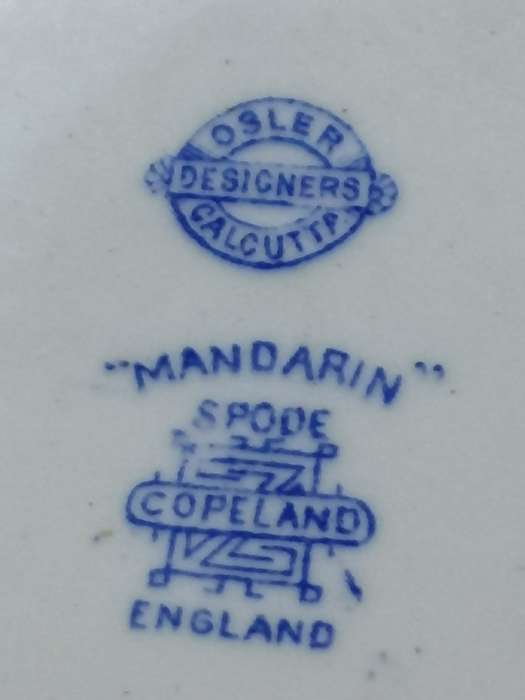 OSLER
DESIGNERS
CALCUTTA
"MANDARIN"
SPODE
COPELAND
ENGLAND